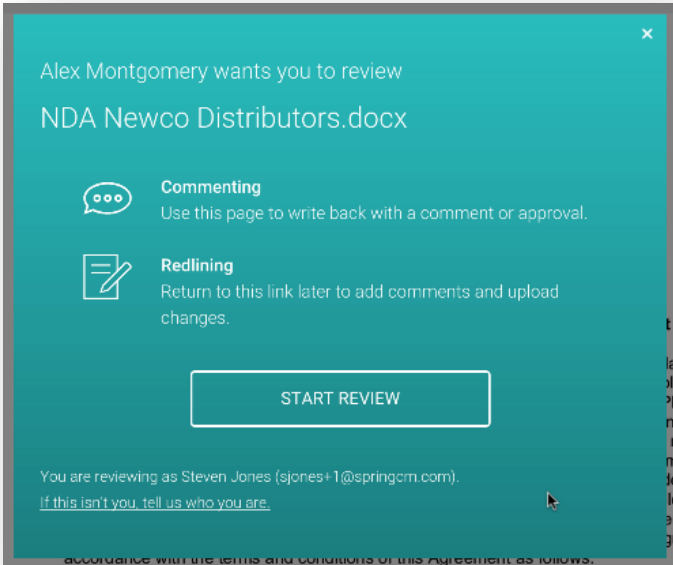 Alex Montgomery wants you to review
NDA Newco Distributors.docx
Commenting
Use this page to write back with a comment or approval.
Redlining
Return to this link later to add comments and upload
changes.
START REVIEW
You are reviewing as Steven Jones (sjones+1@springcm.com).
If this isn't you, tell us who you are.
accordance with the terms and conditions of this Agreement as follows: